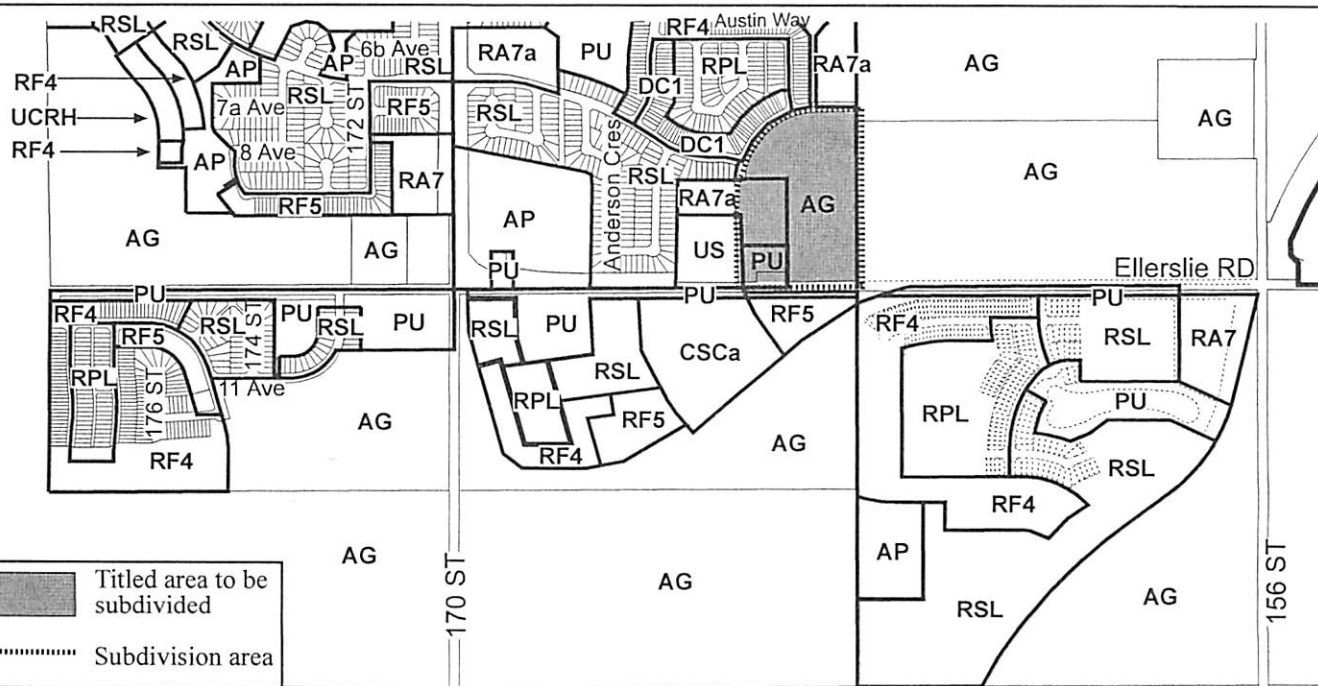 RSL
RSL
RF4
UCRH
RF4
AP
AP
6b Ave
RSL
RSL
7a Ave
172 ST
RF5
8 Ave
AP
RA7
RF5
AG
AG
RA7a
PU
RF4
Austin Way
RPL
DC1
RA7a
AG
AG
AG
RSL
DC1
Anderson Cres
RSL
RA7a
AG
AP
US
PU
PU
Ellerslie RD
PU
PU
PU
RF4
RSL
174 ST
PU
RSL
PU
RF5
RPL
176 ST
11 Ave
RF4
AG
RSL
PU
RSL
CSCa
RF5
RPL
RF5
RF4
AG
RF4
RSL
RA7
PU
RPL
RSL
RF4
AP
RSL
AG
AG
170 ST
AG
156 ST
Titled area to be
subdivided
Subdivision area